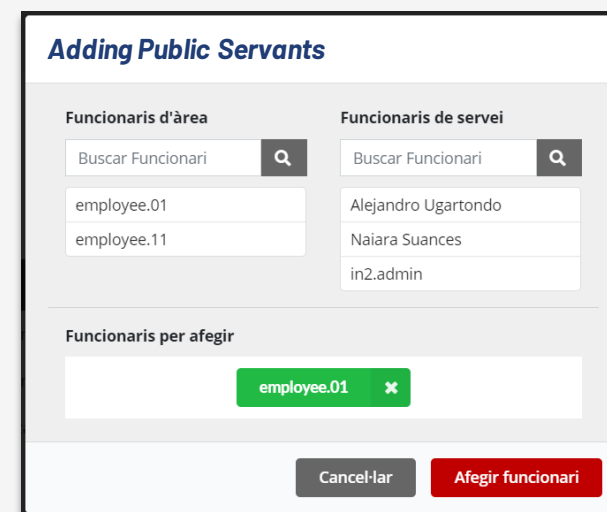 Adding Public Servants
Funcionaris d'àrea
Buscar Funcionari
employee.01
employee.11
Funcionaris de servei
Buscar Funcionari
Alejandro Ugartondo
Naiara Suances
in2.admin
Funcionaris per afegir
employee.01
Cancel·lar
Afegir funcionari